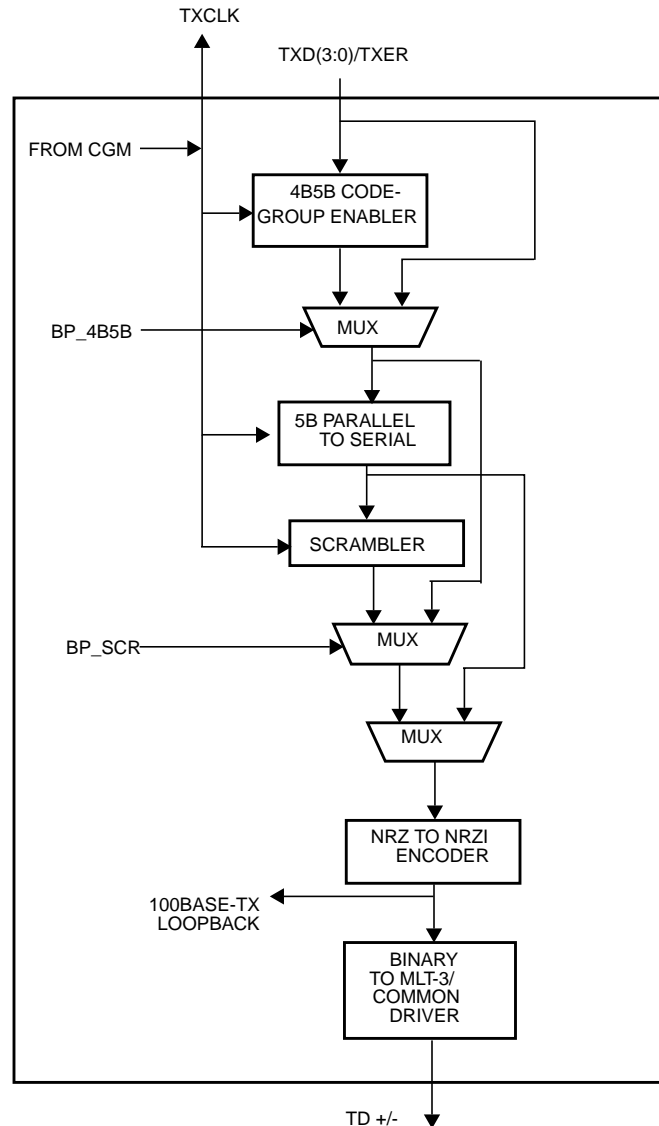 TXCLK
TXD(3:0)/TXER
FROM CGM
4B5B CODE-
GROUP ENABLER
BP_4B5B
MUX
5B PARALLEL
TO SERIAL
SCRAMBLER
BP_SCR
MUX
MUX
NRZ TO NRZI
ENCODER
100BASE-TX
LOOPBACK
BINARY
TO MLT-3/
COMMON
DRIVER
TD +/-